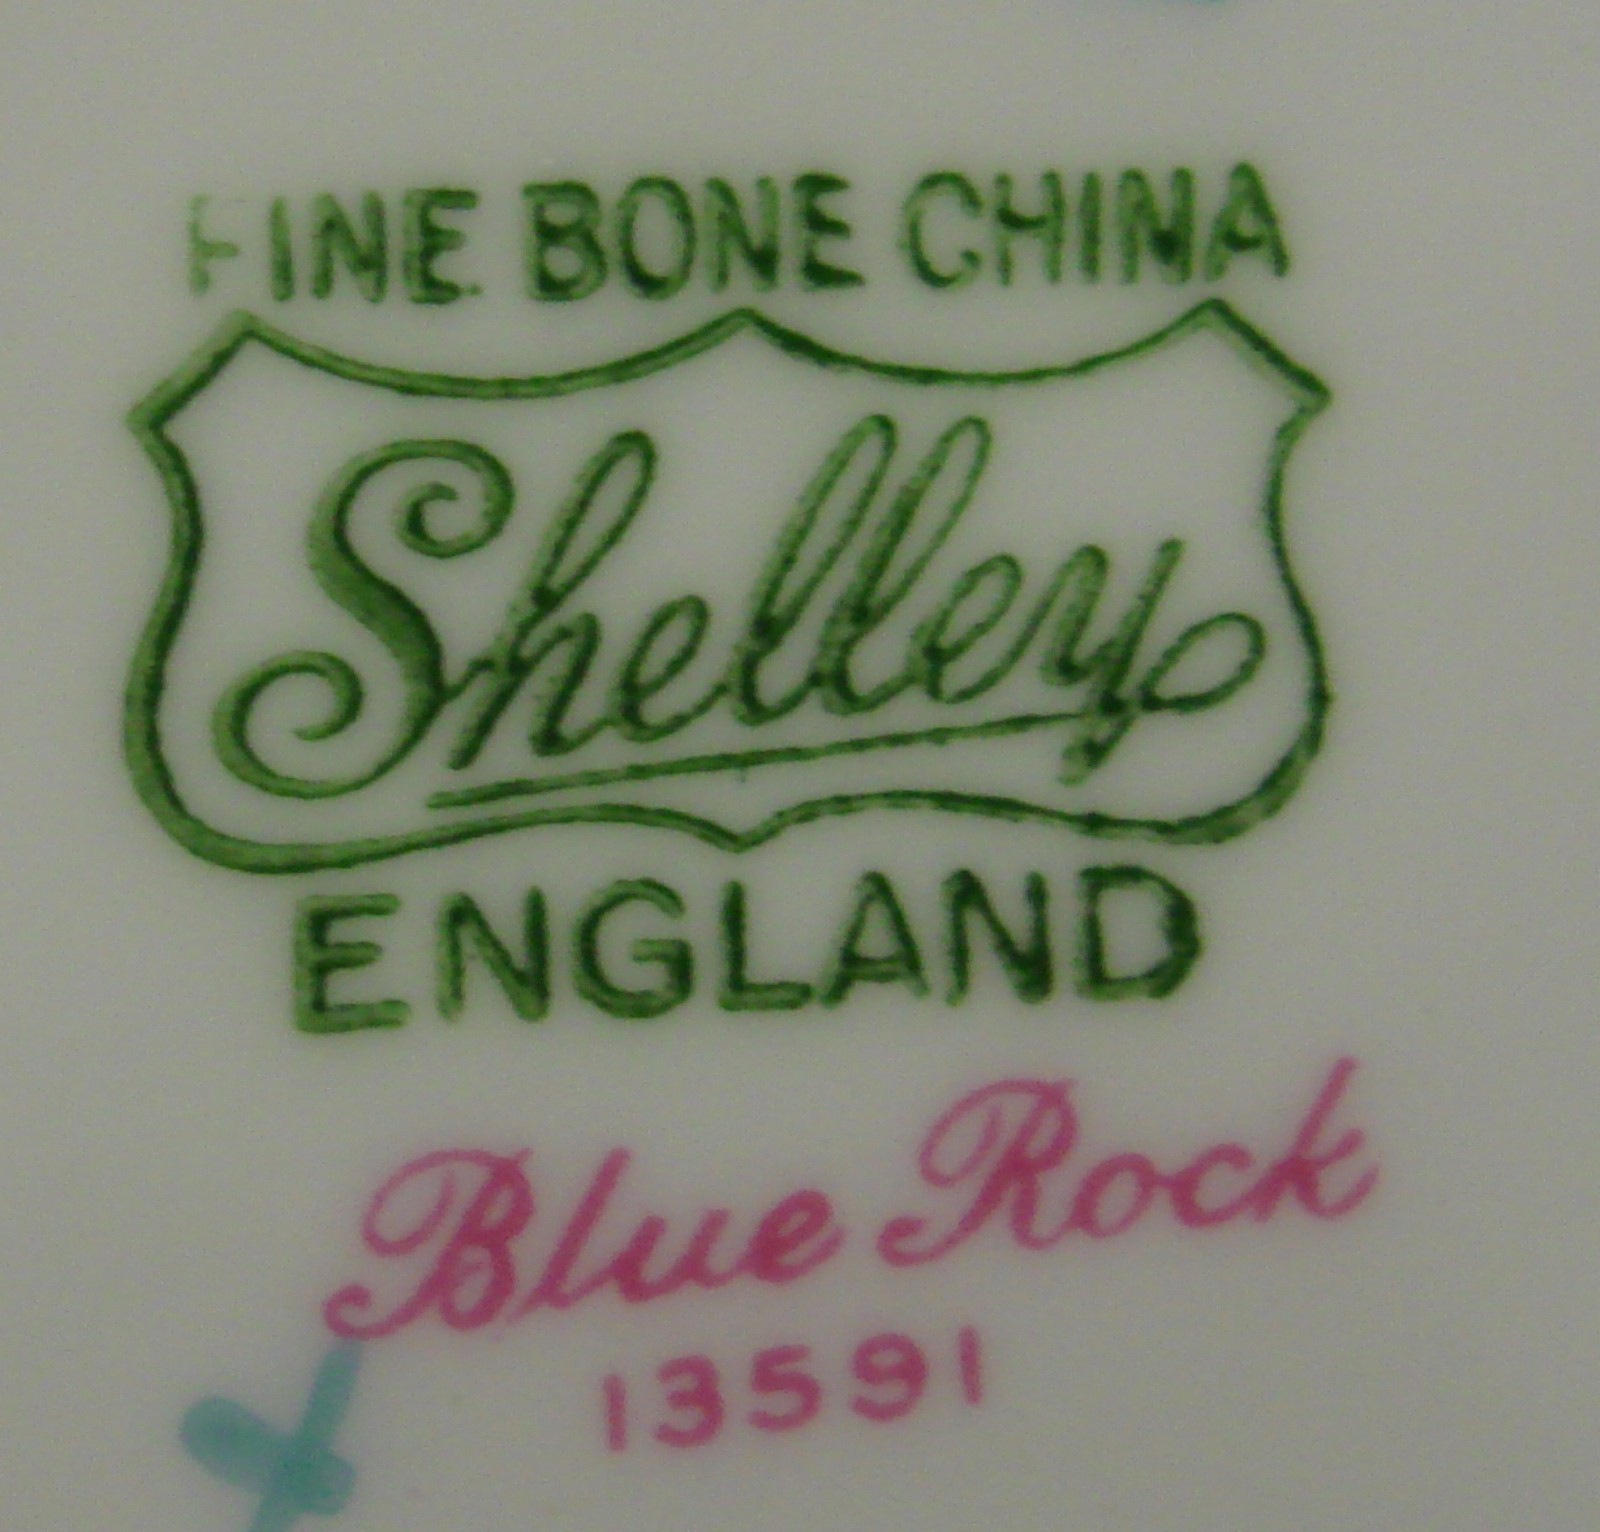 FINE BONE CHINA
Shelley
ENGLAND
Blue Rock
13591